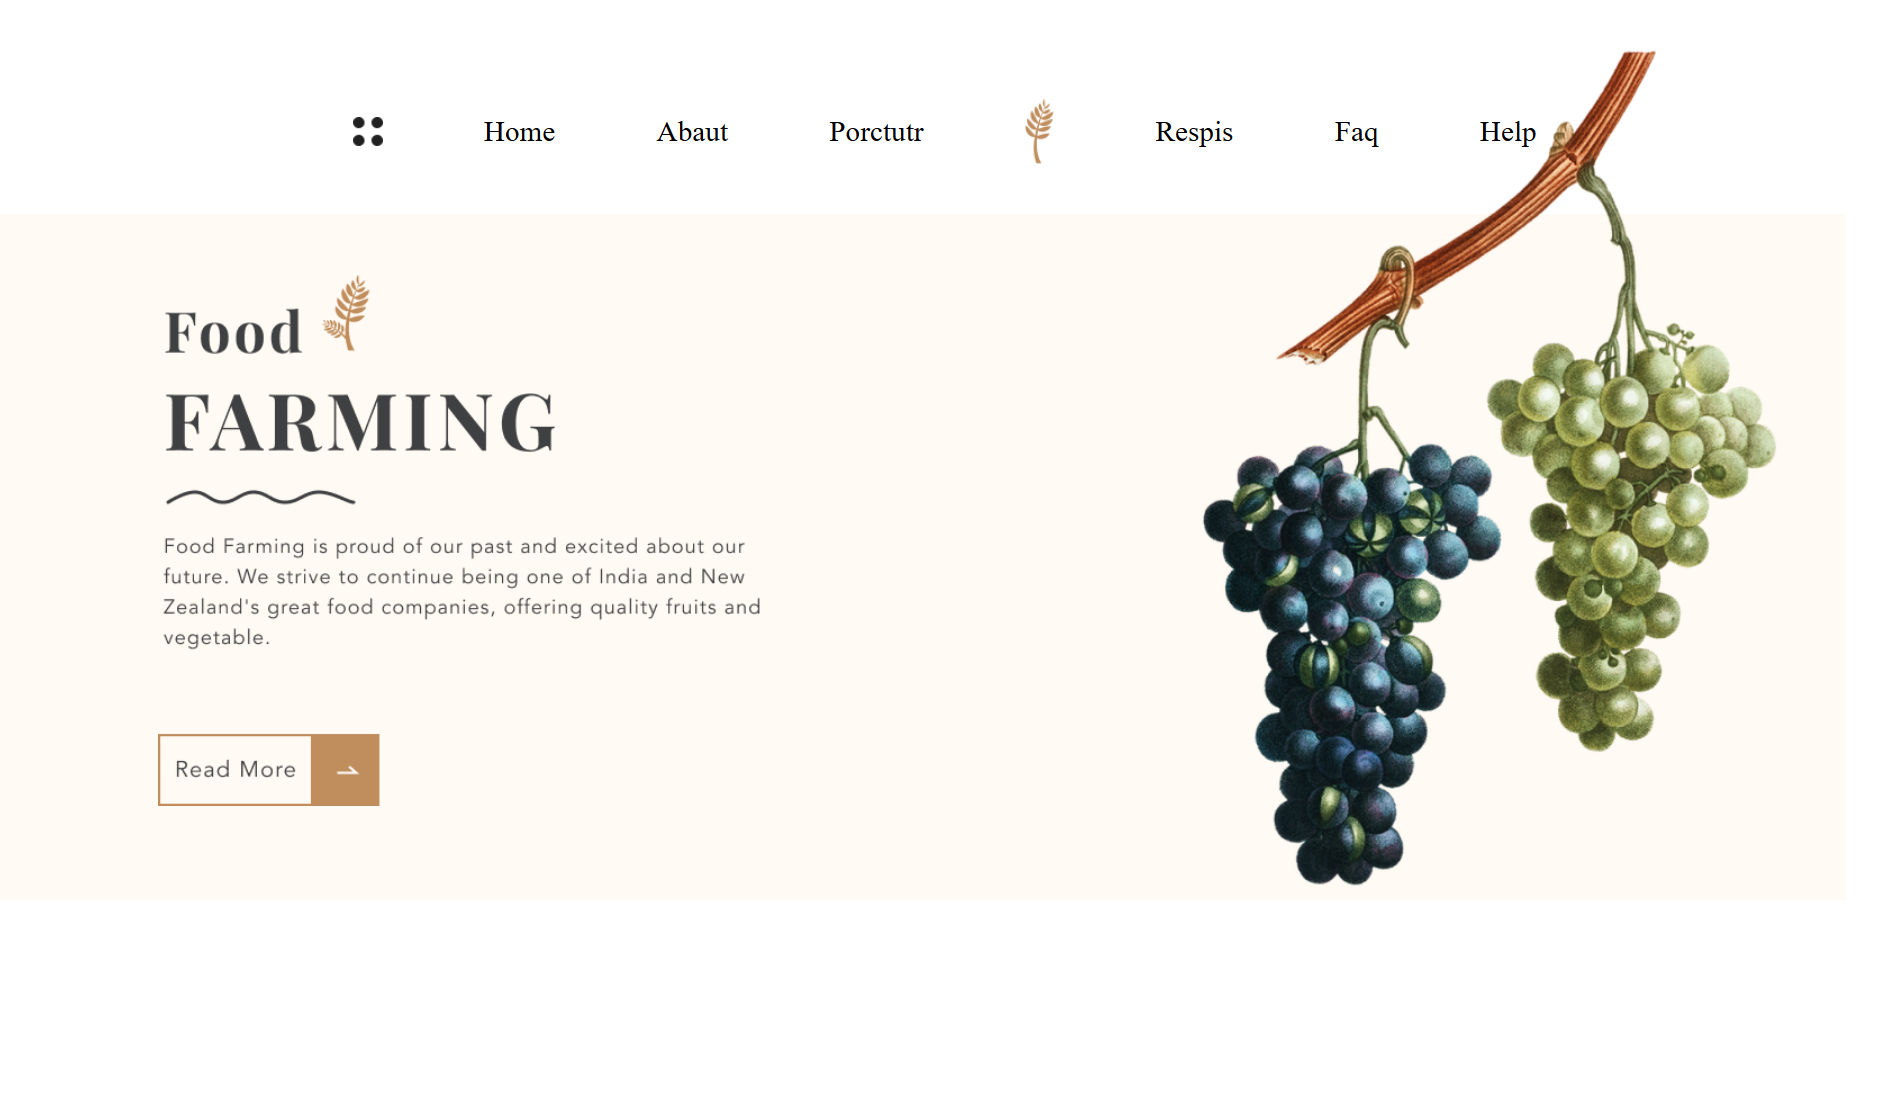 Home Abaut Porctutr Respis Faq Help
Food
FARMING
Food Farming is proud of our past and excited about our
future. We strive to continue being one of India and New
Zealand's great food companies, offering quality fruits and
vegetable.
Read More